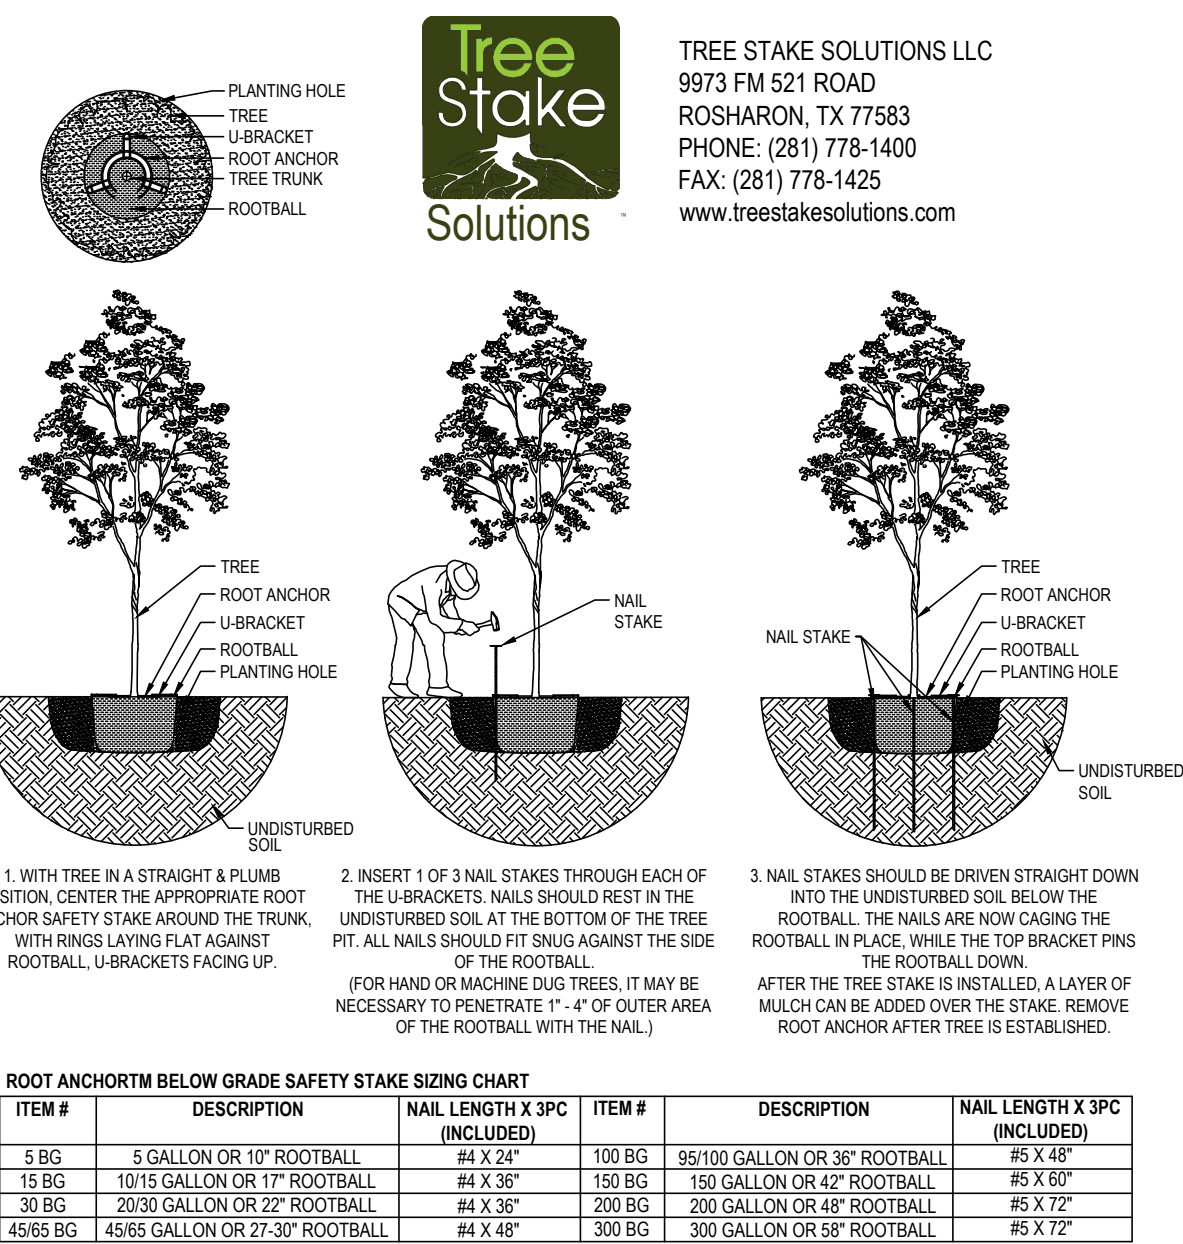 PLANTING HOLE
TREE
U-BRACKET
ROOT ANCHOR
TREE TRUNK
ROOTBALL
Tree
Stake
Solutions
™
TREE STAKE SOLUTIONS LLC
9973 FM 521 ROAD
ROSHARON, TX 77583
PHONE: (281) 778-1400
FAX: (281) 778-1425
www.treestakesolutions.com
TREE
ROOT ANCHOR
U-BRACKET
ROOTBALL
PLANTING HOLE
UNDISTURBED
SOIL
NAIL
STAKE
NAIL STAKE
TREE
ROOT ANCHOR
U-BRACKET
ROOTBALL
PLANTING HOLE
UNDISTURBED
SOIL
1. WITH TREE IN A STRAIGHT & PLUMB
SITION, CENTER THE APPROPRIATE ROOT
CHOR SAFETY STAKE AROUND THE TRUNK,
WITH RINGS LAYING FLAT AGAINST
ROOTBALL, U-BRACKETS FACING UP.
2. INSERT 1 OF 3 NAIL STAKES THROUGH EACH OF
THE U-BRACKETS. NAILS SHOULD REST IN THE
UNDISTURBED SOIL AT THE BOTTOM OF THE TREE
PIT. ALL NAILS SHOULD FIT SNUG AGAINST THE SIDE
OF THE ROOTBALL.
(FOR HAND OR MACHINE DUG TREES, IT MAY BE
NECESSARY TO PENETRATE 1" - 4" OF OUTER AREA
OF THE ROOTBALL WITH THE NAIL.)
3. NAIL STAKES SHOULD BE DRIVEN STRAIGHT DOWN
INTO THE UNDISTURBED SOIL BELOW THE
ROOTBALL. THE NAILS ARE NOW CAGING THE
ROOTBALL IN PLACE, WHILE THE TOP BRACKET PINS
THE ROOTBALL DOWN.
AFTER THE TREE STAKE IS INSTALLED, A LAYER OF
MULCH CAN BE ADDED OVER THE STAKE. REMOVE
ROOT ANCHOR AFTER TREE IS ESTABLISHED.
ROOT ANCHORTM BELOW GRADE SAFETY STAKE SIZING CHART
ITEM # DESCRIPTION NAIL LENGTH X 3PC (INCLUDED) ITEM # DESCRIPTION NAIL LENGTH X 3PC (INCLUDED)
5 BG 5 GALLON OR 10" ROOTBALL #4 X 24" 100 BG 95/100 GALLON OR 36" ROOTBALL #5 X 48"
15 BG 10/15 GALLON OR 17" ROOTBALL #4 X 36" 150 BG 150 GALLON OR 42" ROOTBALL #5 X 60"
30 BG 20/30 GALLON OR 22" ROOTBALL #4 X 36" 200 BG 200 GALLON OR 48" ROOTBALL #5 X 72"
45/65 BG 45/65 GALLON OR 27-30" ROOTBALL #4 X 48" 300 BG 300 GALLON OR 58" ROOTBALL #5 X 72"